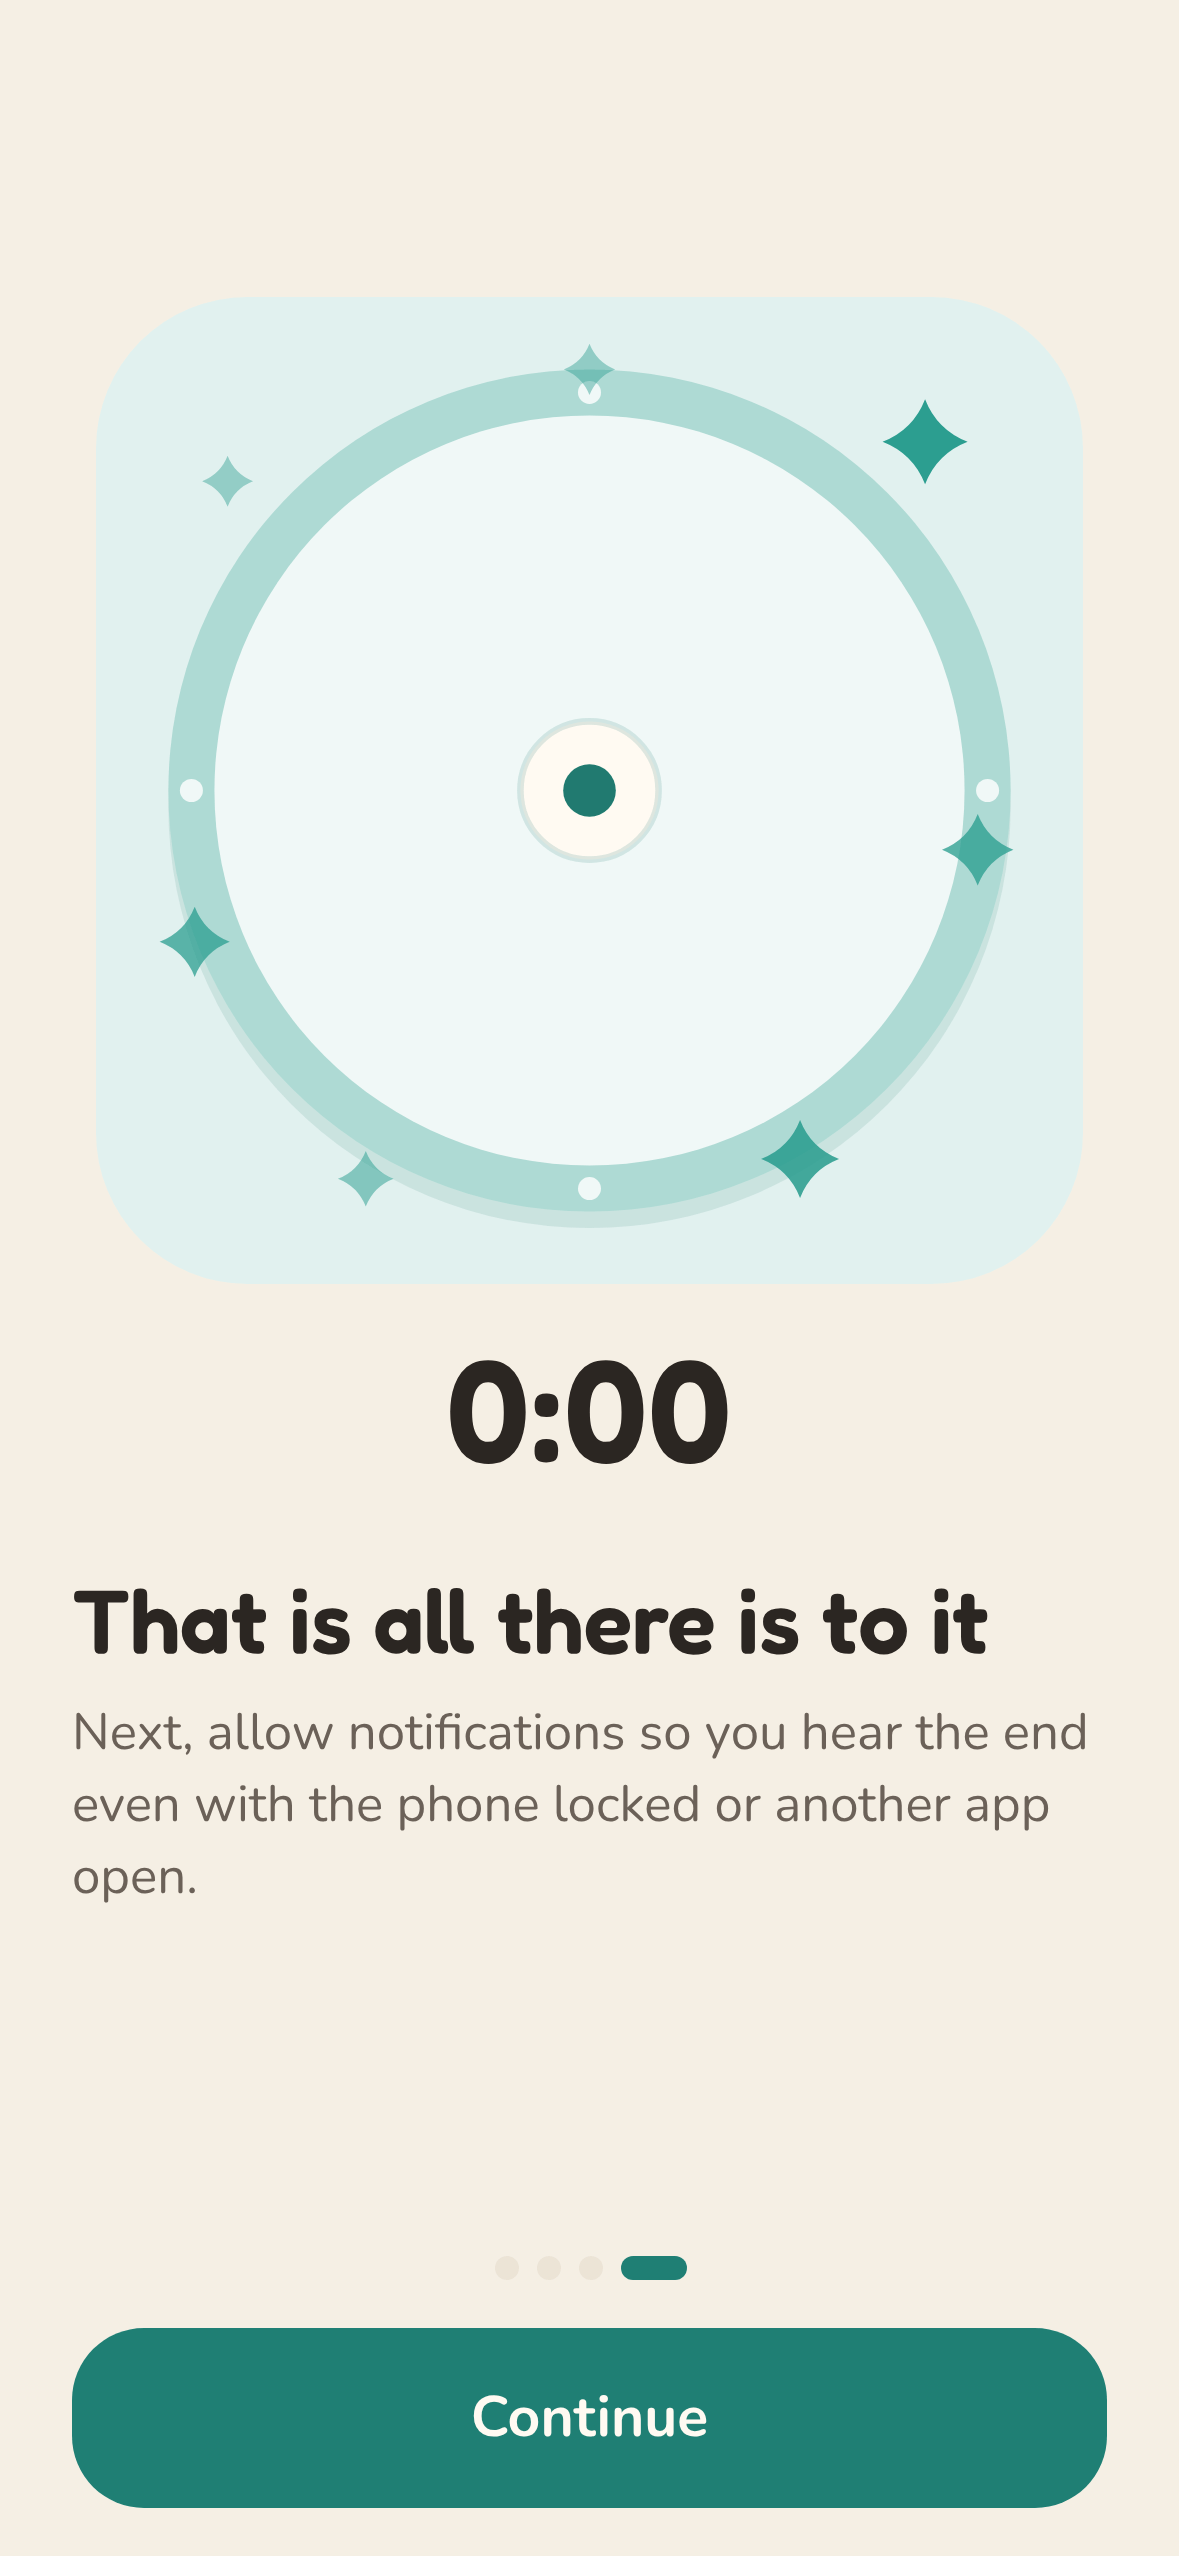 0:00
That is all there is to it
Next, allow notifications so you hear the end
even with the phone locked or another app
open.
Continue